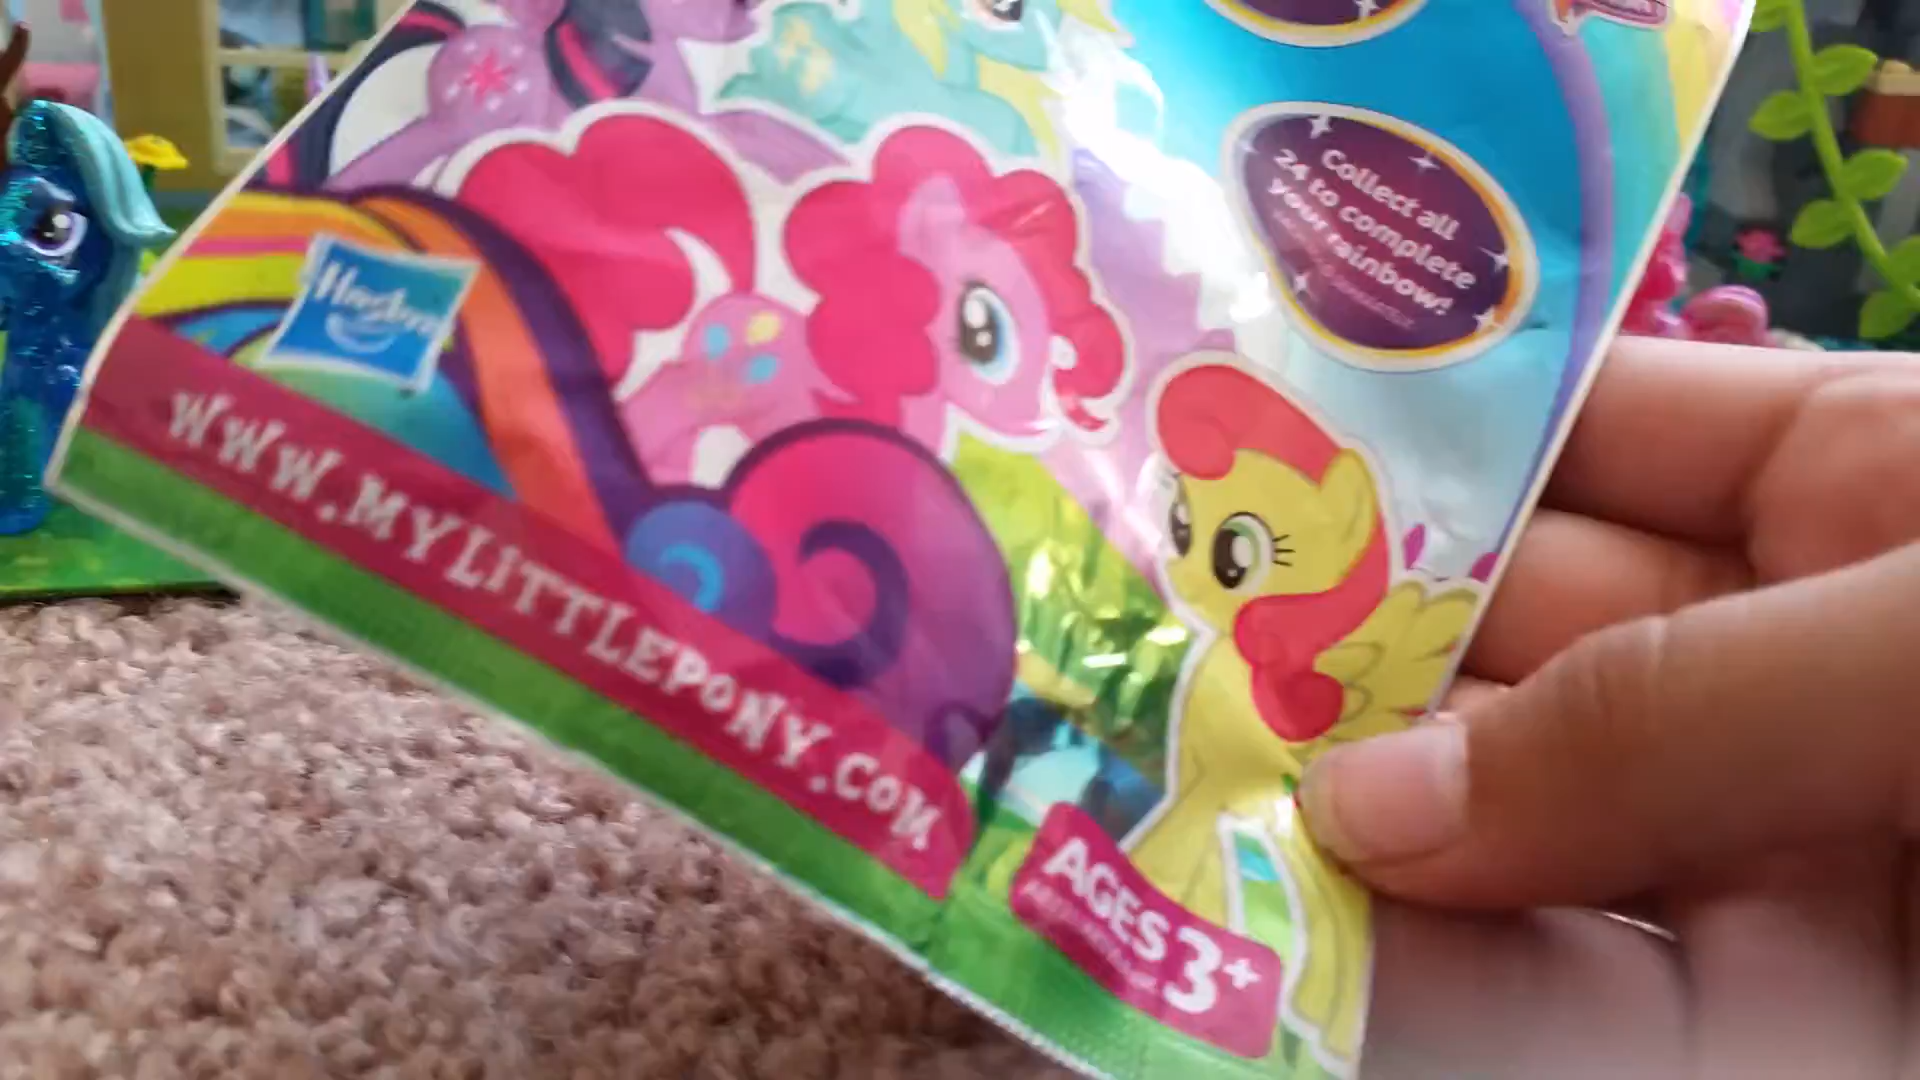 Collect all
24 to complete
your rainbow!
Hasbro
WWW.MYLITTLEPONY.COM
AGES 3+